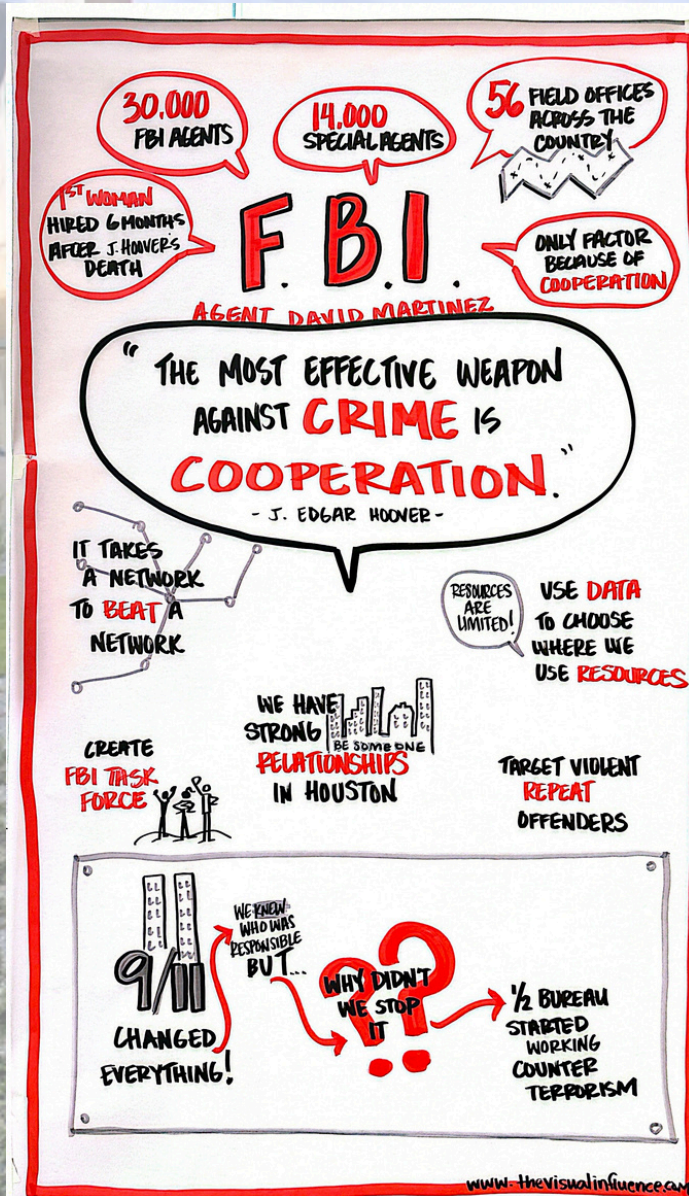 30,000
FBI AGENTS
14,000
SPECIAL AGENTS
56 FIELD OFFICES
ACROSS THE
COUNTRY
1ST WOMAN
HIRED 6 MONTHS
AFTER J. HOOVER'S
DEATH
F.B.I.
ONLY FACTOR
BECAUSE OF
COOPERATION
AGENT DAVID MARTINEZ
"THE MOST EFFECTIVE WEAPON
AGAINST CRIME IS
COOPERATION."
- J. EDGAR HOOVER -
IT TAKES
A NETWORK
TO BEAT A
NETWORK
RESOURCES
ARE
LIMITED!
USE DATA
TO CHOOSE
WHERE WE
USE RESOURCES
WE HAVE
STRONG
BE SOMEONE
RELATIONSHIPS
IN HOUSTON
CREATE
FBI TASK
FORCE
TARGET VIOLENT
REPEAT
OFFENDERS
9/11
CHANGED
EVERYTHING!
WE KNEW
WHO WAS
RESPONSIBLE
BUT...
??
WHY DIDN'T
WE STOP
IT
1/2 BUREAU
STARTED
WORKING
COUNTER
TERRORISM
www.thevisualinfluence.com